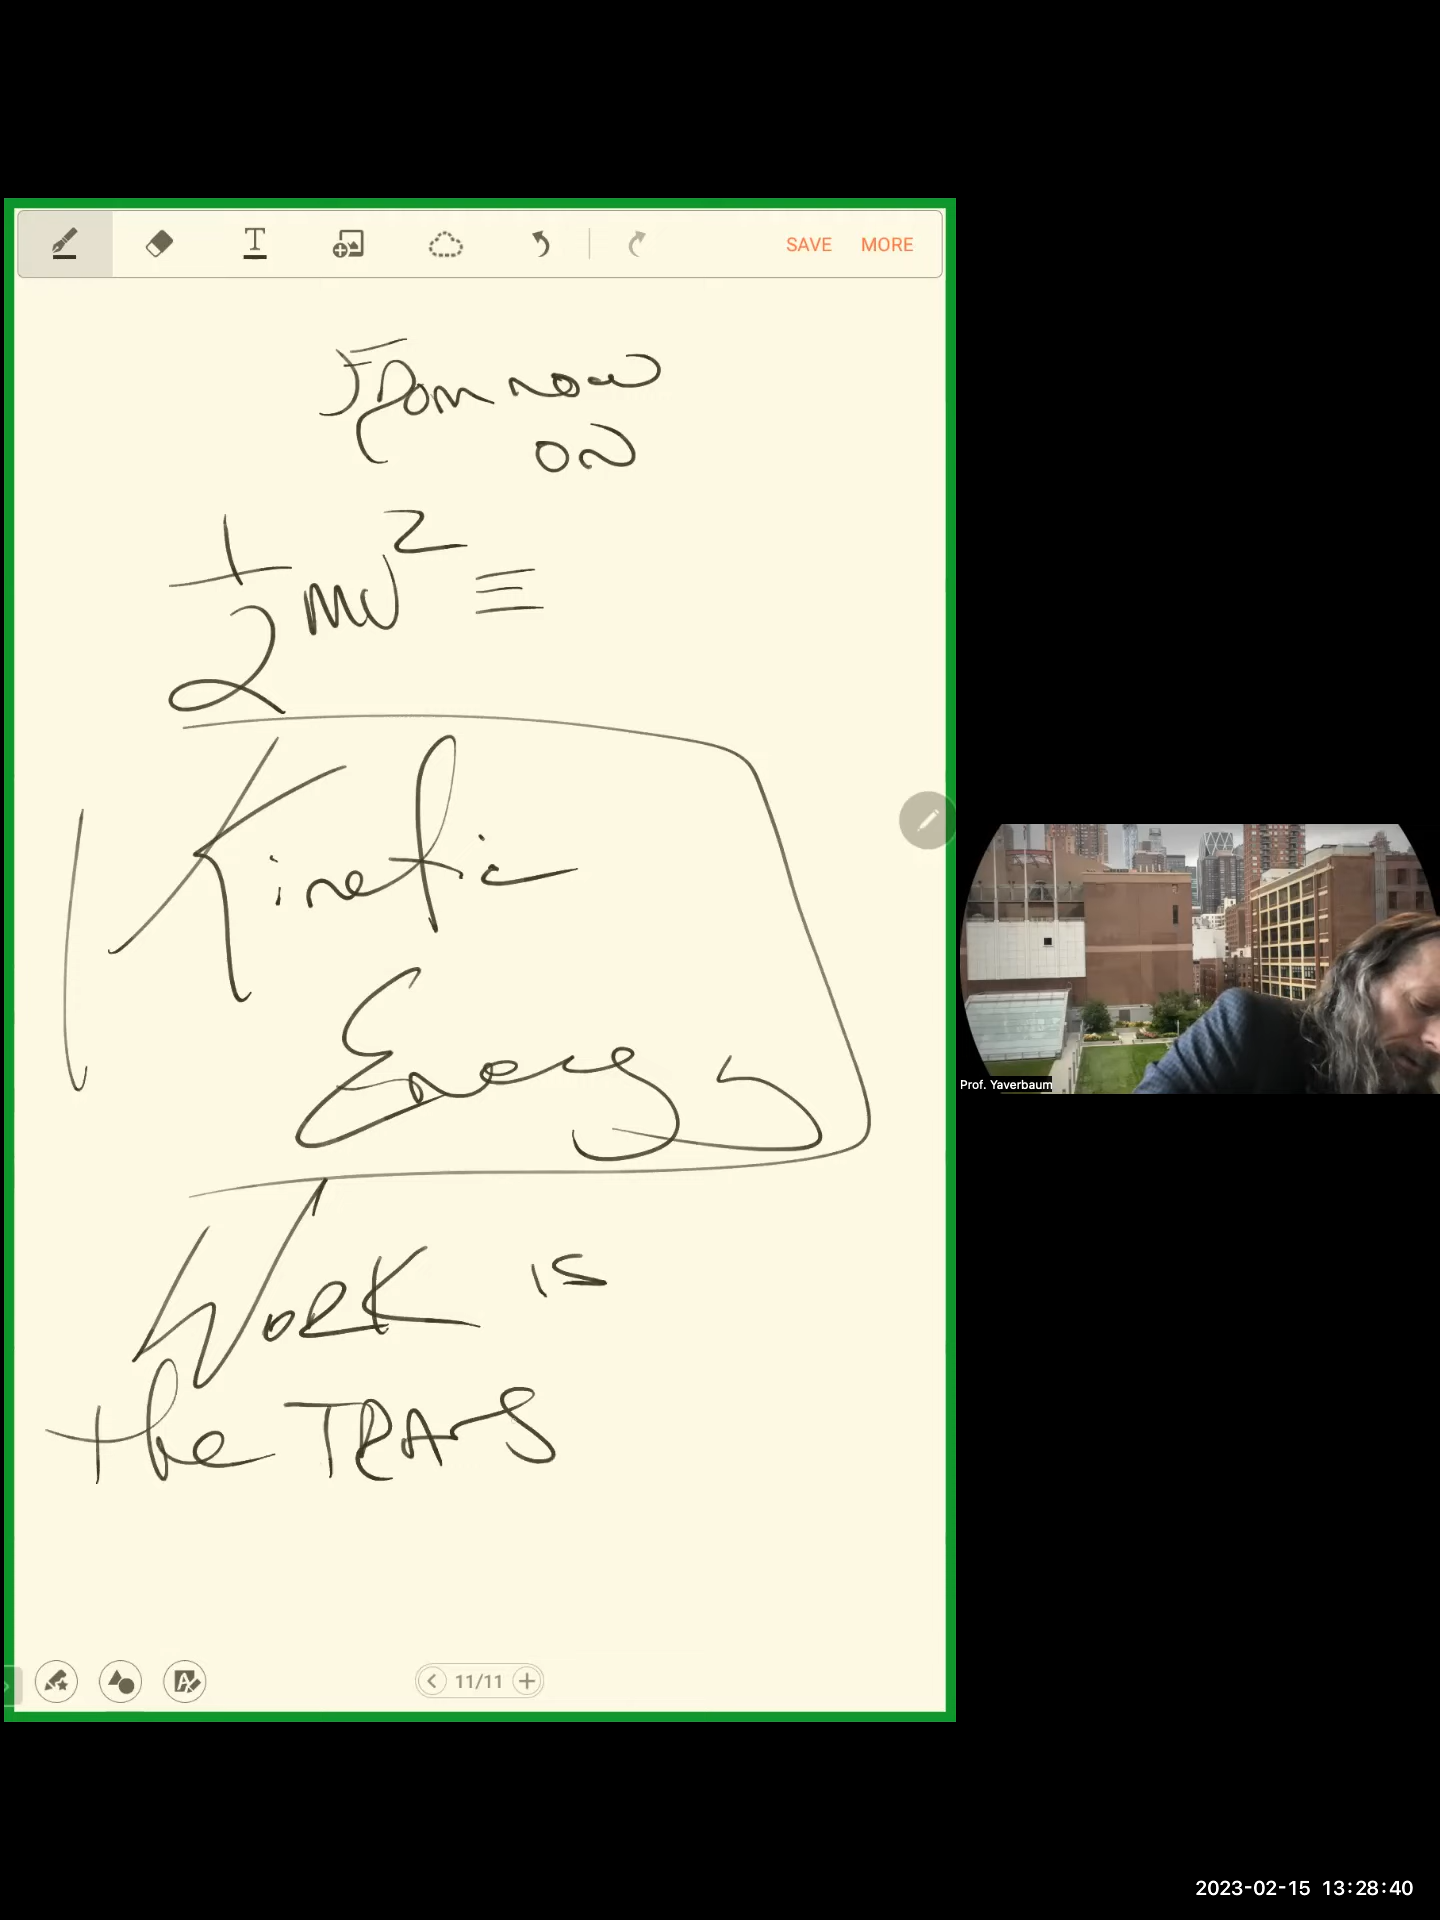 T
SAVE MORE
From now
on
1/2 mv² ≡
Kinetic
Energy
Work is
the TRANS
11/11
Prof. Yaverbaum
2023-02-15 13:28:40